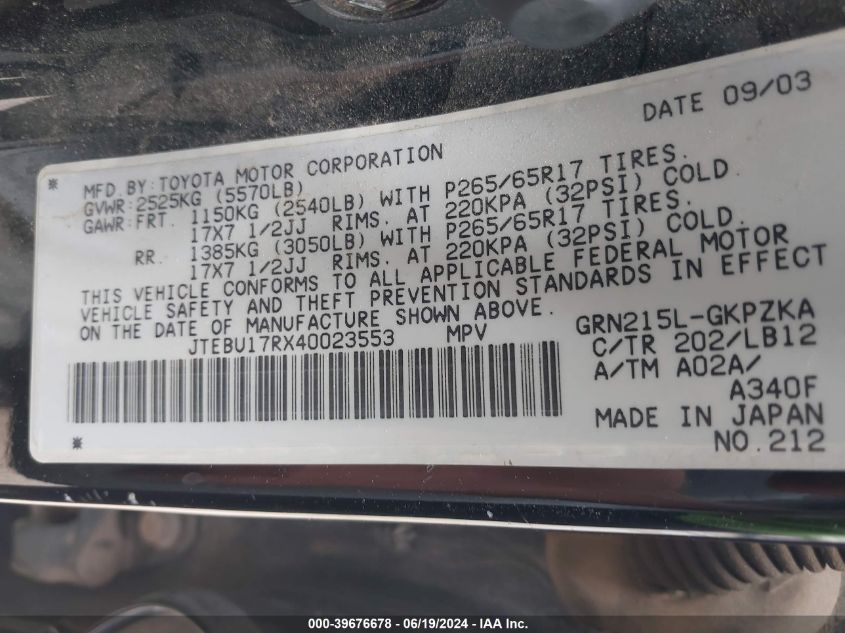 DATE 09/03
MFD. BY: TOYOTA MOTOR CORPORATION
GVWR: 2525KG (5570LB)
GAWR: FRT. 1150KG (2540LB) WITH P265/65R17 TIRES.
17X7 1/2JJ RIMS. AT 220KPA (32PSI) COLD.
RR. 1385KG (3050LB) WITH P265/65R17 TIRES.
17X7 1/2JJ RIMS. AT 220KPA (32PSI) COLD.
THIS VEHICLE CONFORMS TO ALL APPLICABLE FEDERAL MOTOR
VEHICLE SAFETY AND THEFT PREVENTION STANDARDS IN EFFECT
ON THE DATE OF MANUFACTURE SHOWN ABOVE.
JTEBU17RX40023553 MPV
GRN215L-GKPZKA
C/TR 202/LB12
A/TM A02A/
A340F
MADE IN JAPAN
NO.212
000-39676678 - 06/19/2024 - IAA Inc.